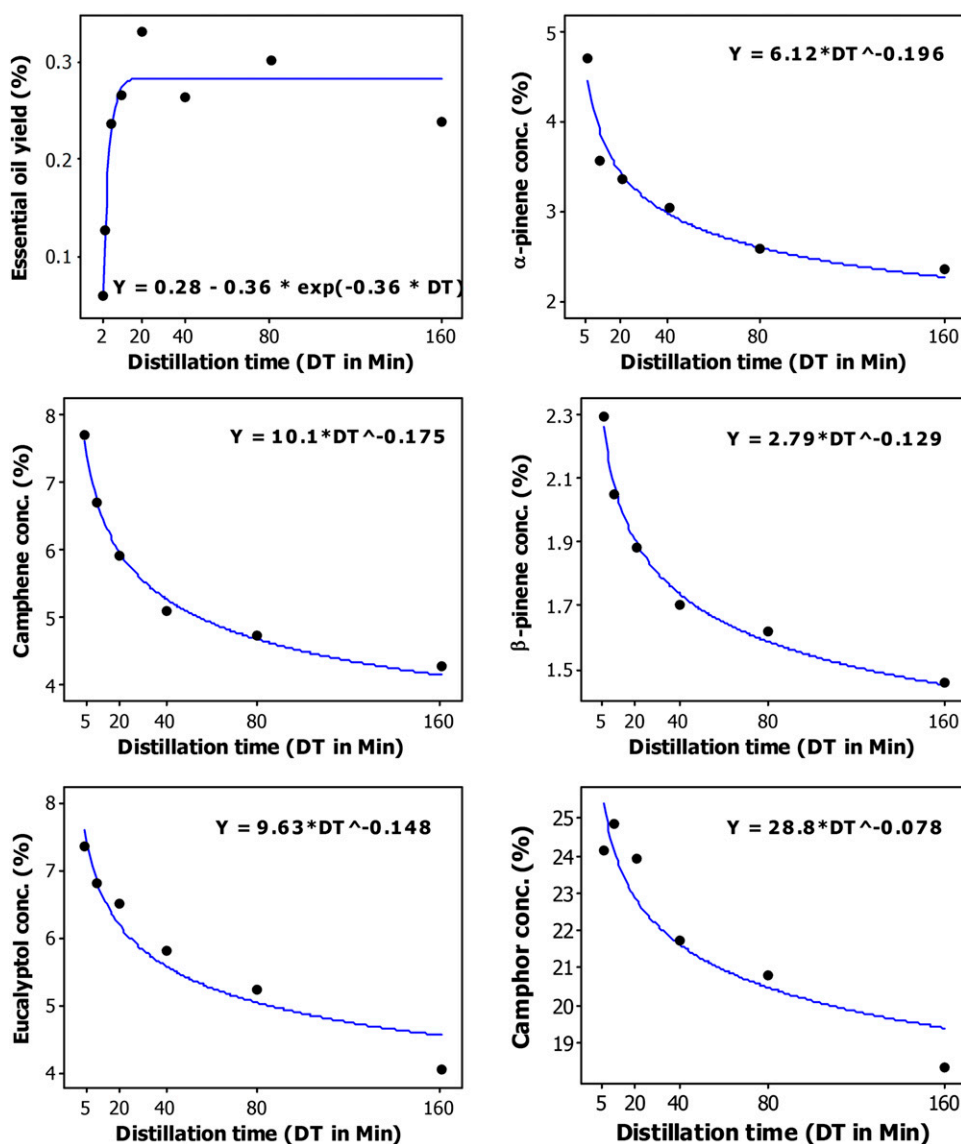 Essential oil yield (%)
0.3
0.2
0.1
Y = 0.28 - 0.36 * exp(-0.36 * DT)
2 20 40 80 160
Distillation time (DT in Min)
α-pinene conc. (%)
5
4
3
2
Y = 6.12*DT^-0.196
5 20 40 80 160
Distillation time (DT in Min)
Camphene conc. (%)
8
7
6
5
4
Y = 10.1*DT^-0.175
5 20 40 80 160
Distillation time (DT in Min)
β-pinene conc. (%)
2.3
2.1
1.9
1.7
1.5
Y = 2.79*DT^-0.129
5 20 40 80 160
Distillation time (DT in Min)
Eucalyptol conc. (%)
8
7
6
5
4
Y = 9.63*DT^-0.148
5 20 40 80 160
Distillation time (DT in Min)
Camphor conc. (%)
25
24
23
22
21
20
19
Y = 28.8*DT^-0.078
5 20 40 80 160
Distillation time (DT in Min)